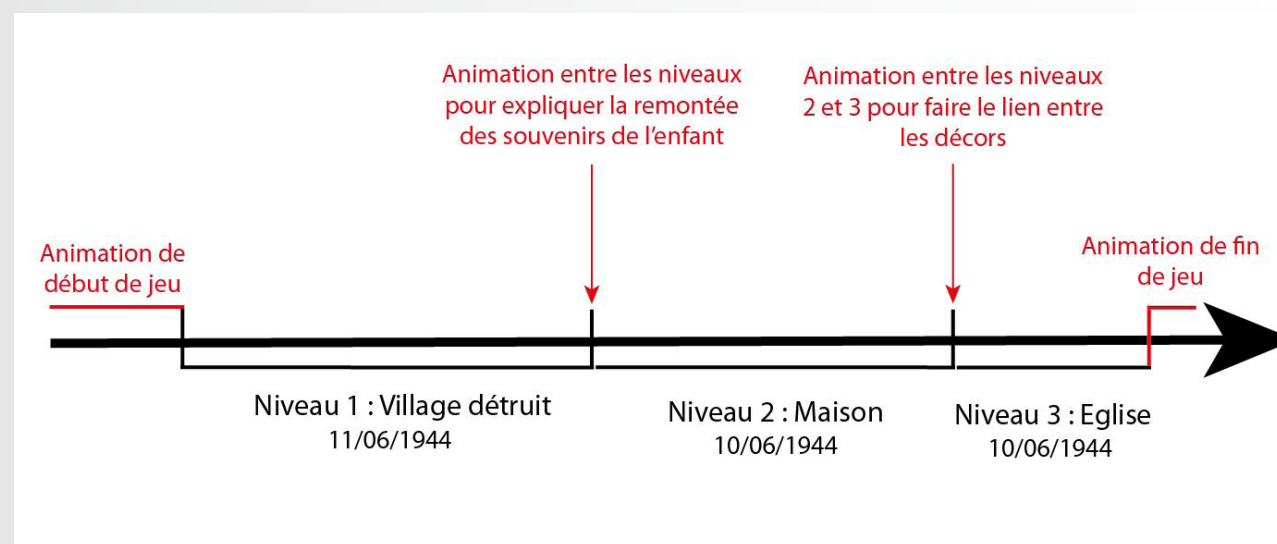 Animation entre les niveaux
pour expliquer la remontée
des souvenirs de l'enfant
Animation entre les niveaux
2 et 3 pour faire le lien entre
les décors
Animation de
début de jeu
Animation de fin
de jeu
Niveau 1 : Village détruit
11/06/1944
Niveau 2 : Maison
10/06/1944
Niveau 3 : Eglise
10/06/1944